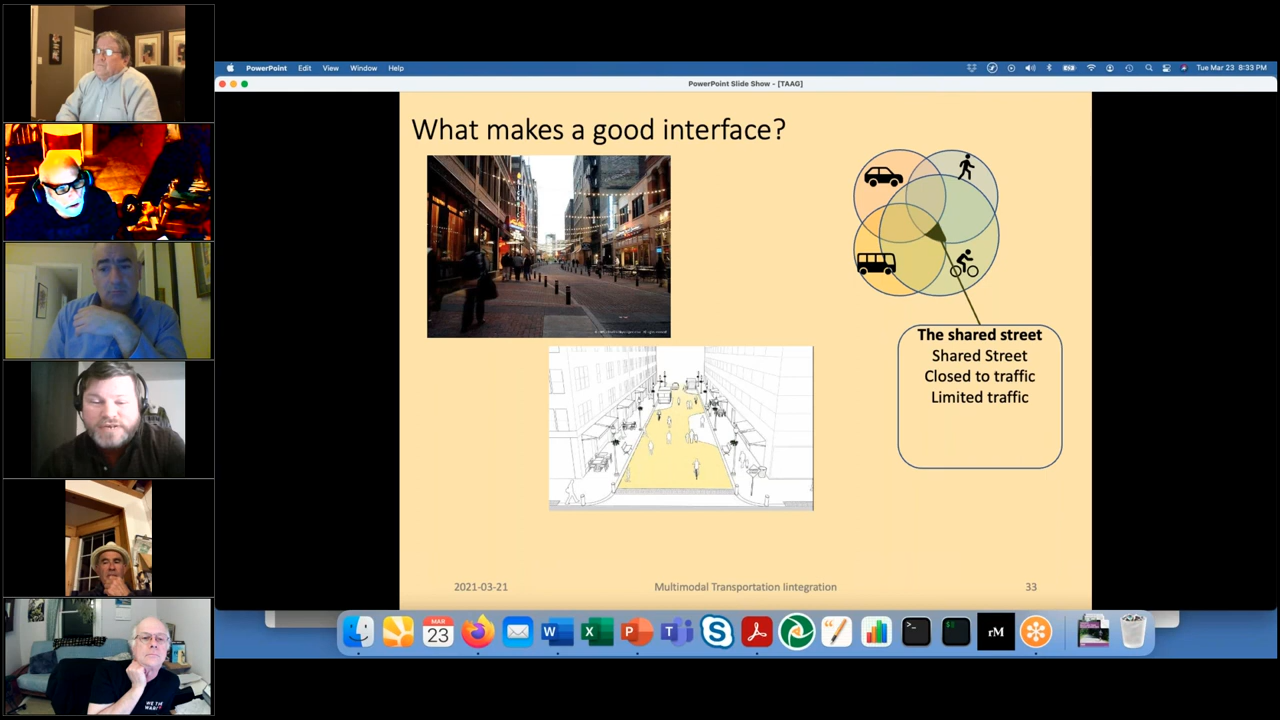 PowerPoint Edit View Window Help
Tue Mar 23 8:33 PM
PowerPoint Slide Show - [TAAG]
What makes a good interface?
The shared street
Shared Street
Closed to traffic
Limited traffic
2021-03-21
Multimodal Transportation Iintegration
33
MAR
23
W
X
P
T
S
>_
$
rM
WE THE